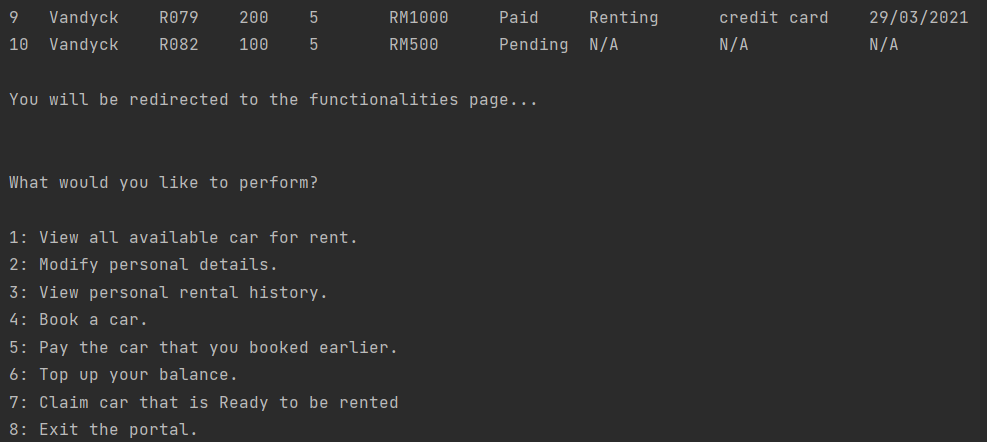 9 Vandyck R079 200 5 RM1000 Paid Renting credit card 29/03/2021
10 Vandyck R082 100 5 RM500 Pending N/A N/A N/A
You will be redirected to the functionalities page...
What would you like to perform?
1: View all available car for rent.
2: Modify personal details.
3: View personal rental history.
4: Book a car.
5: Pay the car that you booked earlier.
6: Top up your balance.
7: Claim car that is Ready to be rented
8: Exit the portal.